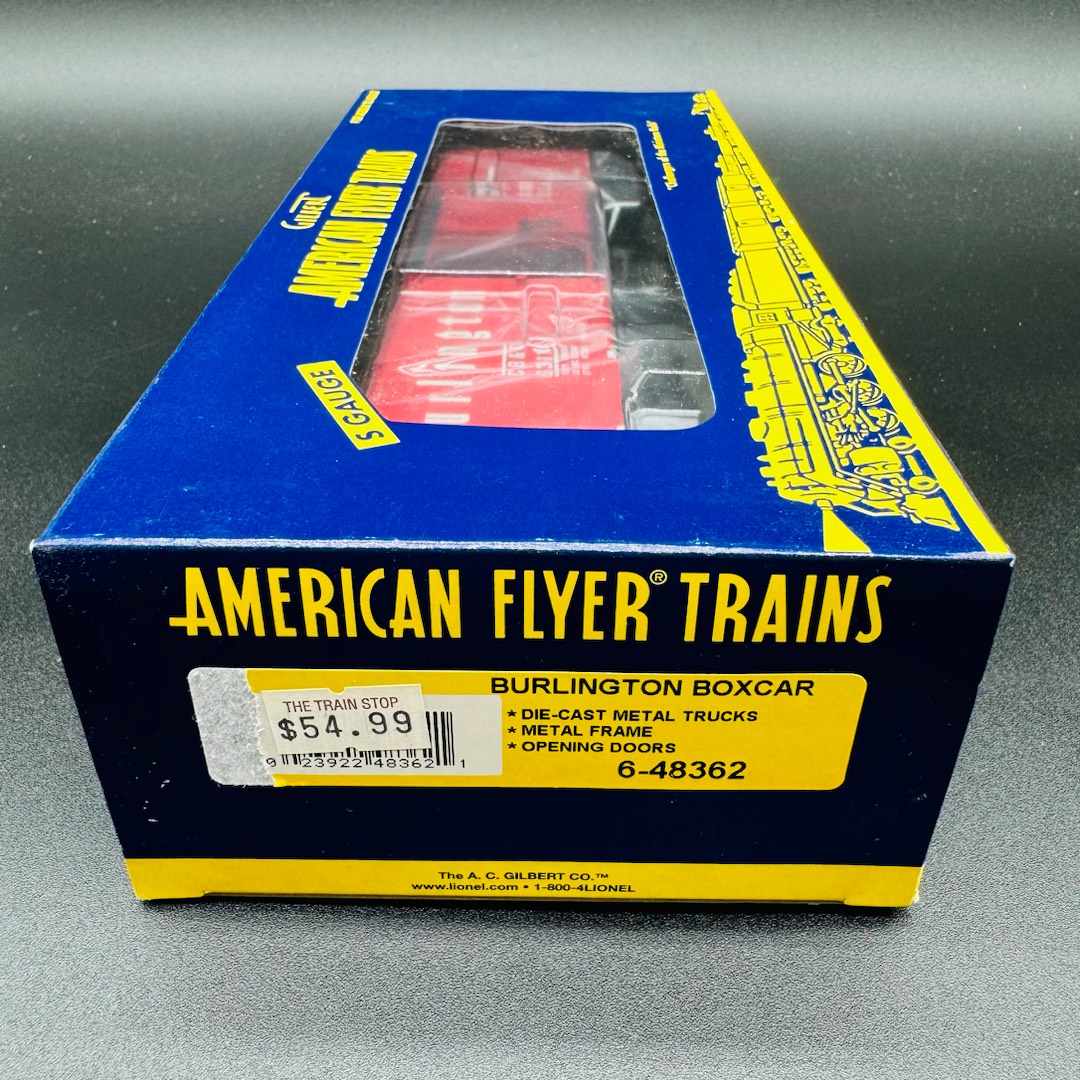 GILBERT
AMERICAN FLYER TRAINS
S GAUGE
CB&Q
AMERICAN FLYER® TRAINS
BURLINGTON BOXCAR
THE TRAIN STOP
$54.99
* DIE-CAST METAL TRUCKS
* METAL FRAME
* OPENING DOORS
0 23922 48362 1
6-48362
The A. C. GILBERT CO.™
www.lionel.com • 1-800-4LIONEL